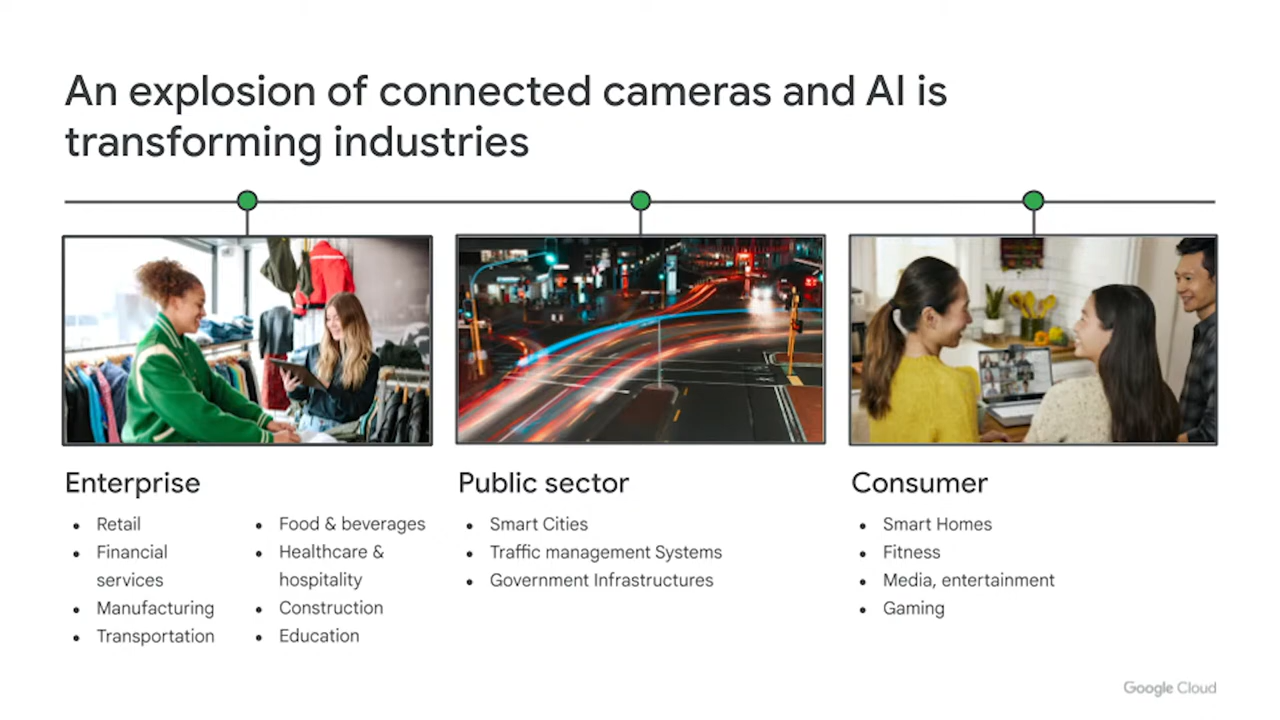 An explosion of connected cameras and AI is
transforming industries
Enterprise
• Retail
• Financial
services
• Manufacturing
• Transportation
• Food & beverages
• Healthcare &
hospitality
• Construction
• Education
Public sector
• Smart Cities
• Traffic management Systems
• Government Infrastructures
Consumer
• Smart Homes
• Fitness
• Media, entertainment
• Gaming
Google Cloud